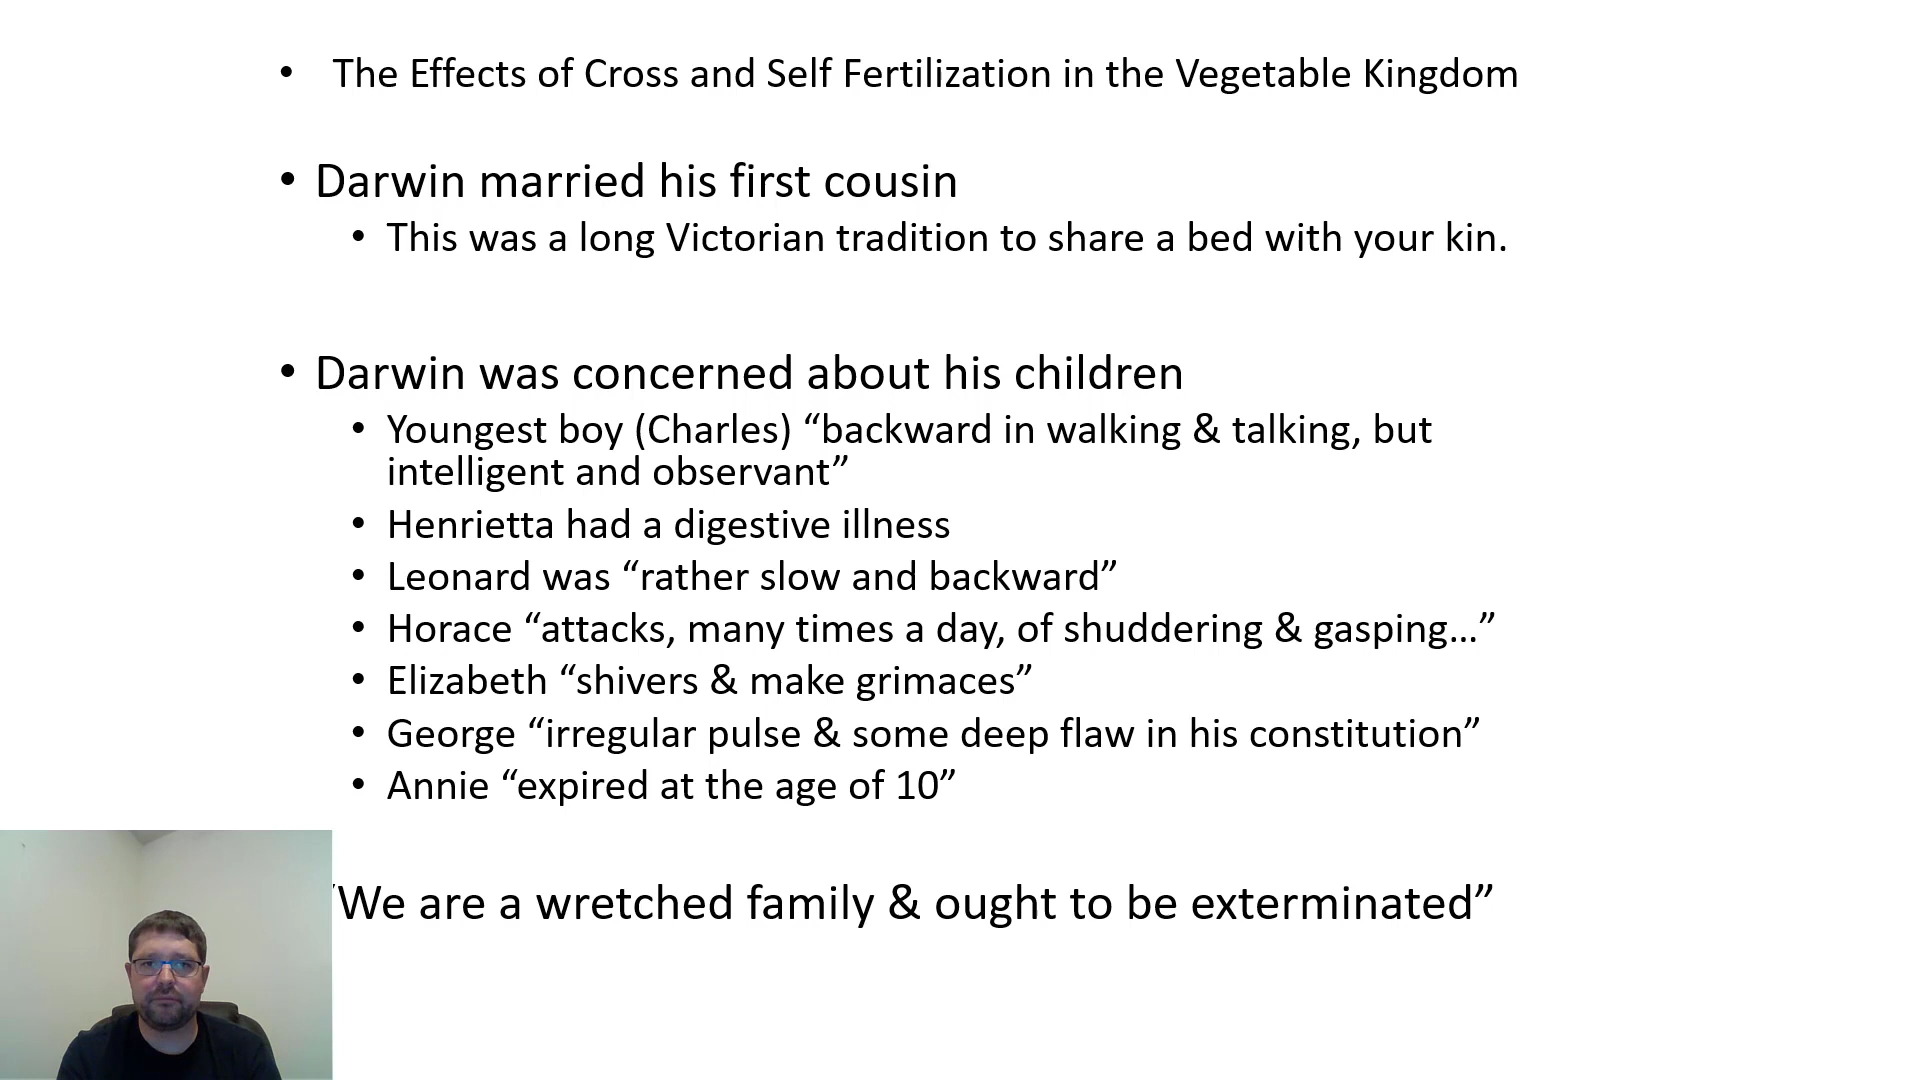 • The Effects of Cross and Self Fertilization in the Vegetable Kingdom
• Darwin married his first cousin
• This was a long Victorian tradition to share a bed with your kin.
• Darwin was concerned about his children
• Youngest boy (Charles) “backward in walking & talking, but
intelligent and observant”
• Henrietta had a digestive illness
• Leonard was “rather slow and backward”
• Horace “attacks, many times a day, of shuddering & gasping…”
• Elizabeth “shivers & make grimaces”
• George “irregular pulse & some deep flaw in his constitution”
• Annie “expired at the age of 10”
“We are a wretched family & ought to be exterminated”